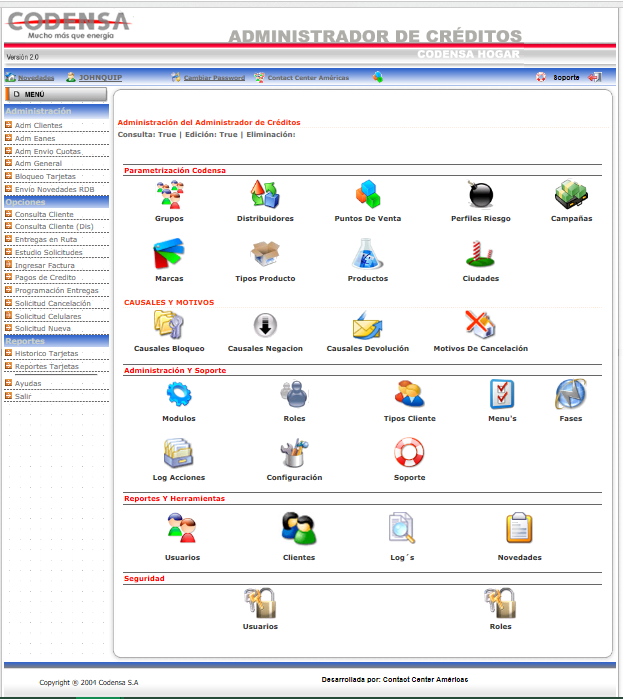 CODENSA
Mucho más que energía
ADMINISTRADOR DE CRÉDITOS
CODENSA HOGAR
Versión 2.0
Novedades JOHNQUIP Cambiar Password Contact Center Américas Soporte
MENÚ
Administración
Adm Clientes
Adm Eanes
Adm Envio Cuotas
Adm General
Bloqueo Tarjetas
Envio Novedades RDB
Opciones
Consulta Cliente
Consulta Cliente (Dis)
Entregas en Ruta
Estudio Solicitudes
Ingresar Factura
Pagos de Credito
Programación Entregas
Solicitud Cancelación
Solicitud Celulares
Solicitud Nueva
Reportes
Historico Tarjetas
Reportes Tarjetas
Ayudas
Salir
Administración del Administrador de Créditos
Consulta: True | Edición: True | Eliminación:
Parametrización Codensa
Grupos Distribuidores Puntos De Venta Perfiles Riesgo Campañas
Marcas Tipos Producto Productos Ciudades
CAUSALES Y MOTIVOS
Causales Bloqueo Causales Negacion Causales Devolución Motivos De Cancelación
Administración Y Soporte
Modulos Roles Tipos Cliente Menu's Fases
Log Acciones Configuración Soporte
Reportes Y Herramientas
Usuarios Clientes Log´s Novedades
Seguridad
Usuarios Roles
Copyright ® 2004 Codensa S.A Desarrollada por: Contact Center Américas